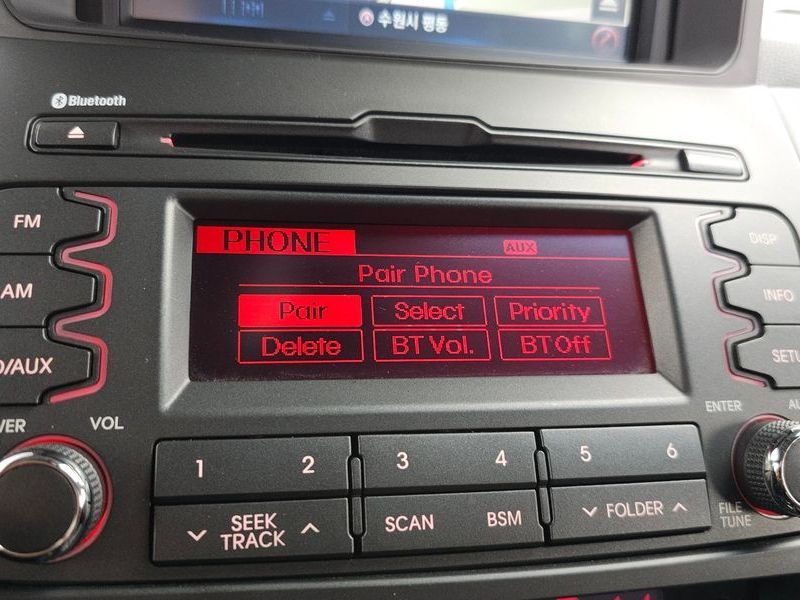 수원시 평동
Bluetooth
FM
AM
/AUX
DISP
INFO
SETU
PHONE
AUX
Pair Phone
Pair Select Priority
Delete BT Vol. BT Off
VER
VOL
ENTER
AU
1 2 3 4 5 6
SEEK
TRACK
SCAN
BSM
FOLDER
FILE
TUNE